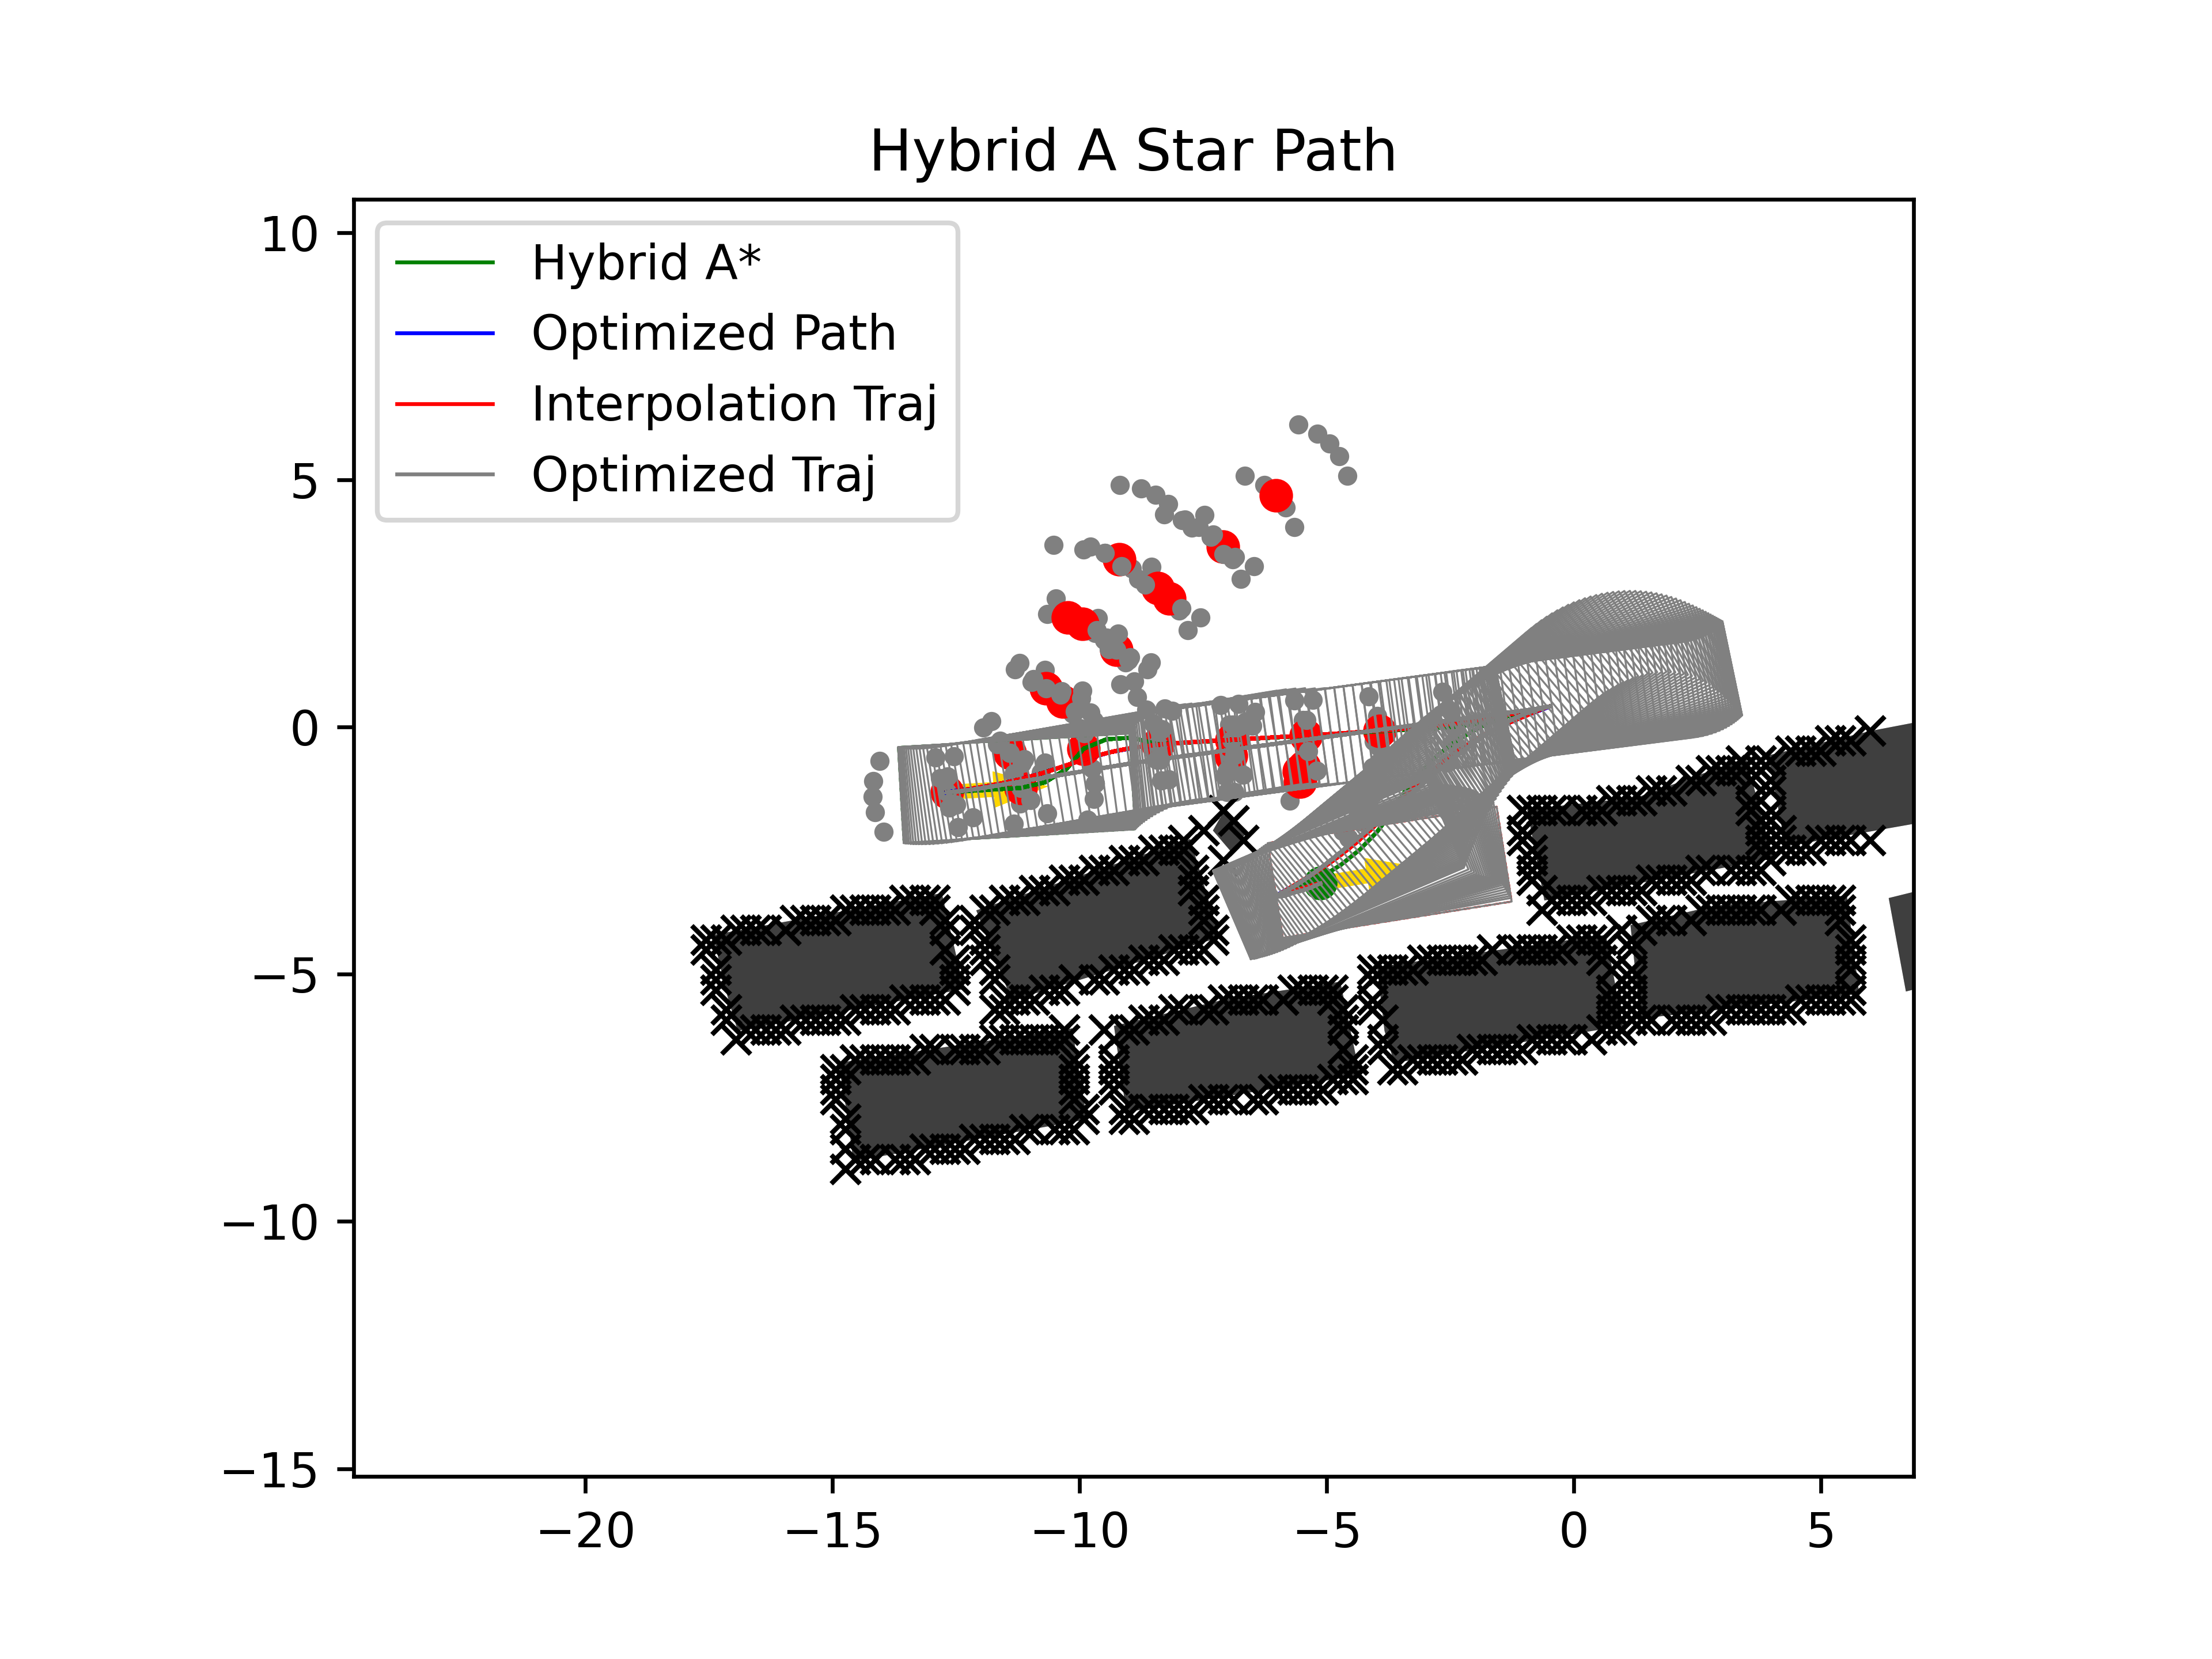 Hybrid A Star Path
10
5
0
−5
−10
−15
Hybrid A*
Optimized Path
Interpolation Traj
Optimized Traj
−20 −15 −10 −5 0 5